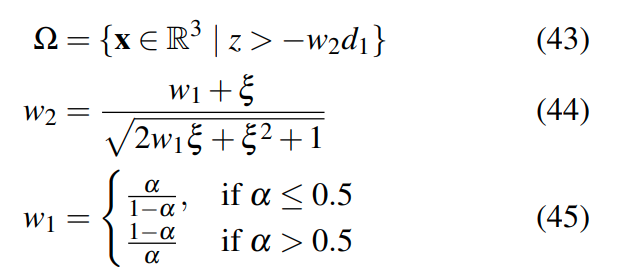 Ω = {x ∈ ℝ³ | z > −w₂d₁} (43)
w₂ = (w₁ + ξ) / √(2w₁ξ + ξ² + 1) (44)
w₁ = { α/(1−α), if α ≤ 0.5
(1−α)/α if α > 0.5 (45)